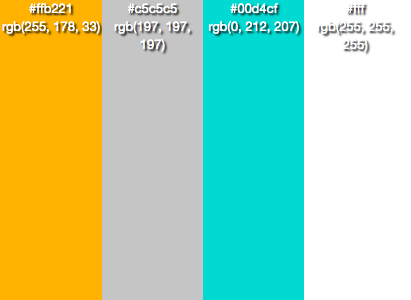 #ffb221
rgb(255, 178, 33)
#c5c5c5
rgb(197, 197,
197)
#00d4cf
rgb(0, 212, 207)
#fff
rgb(255, 255,
255)